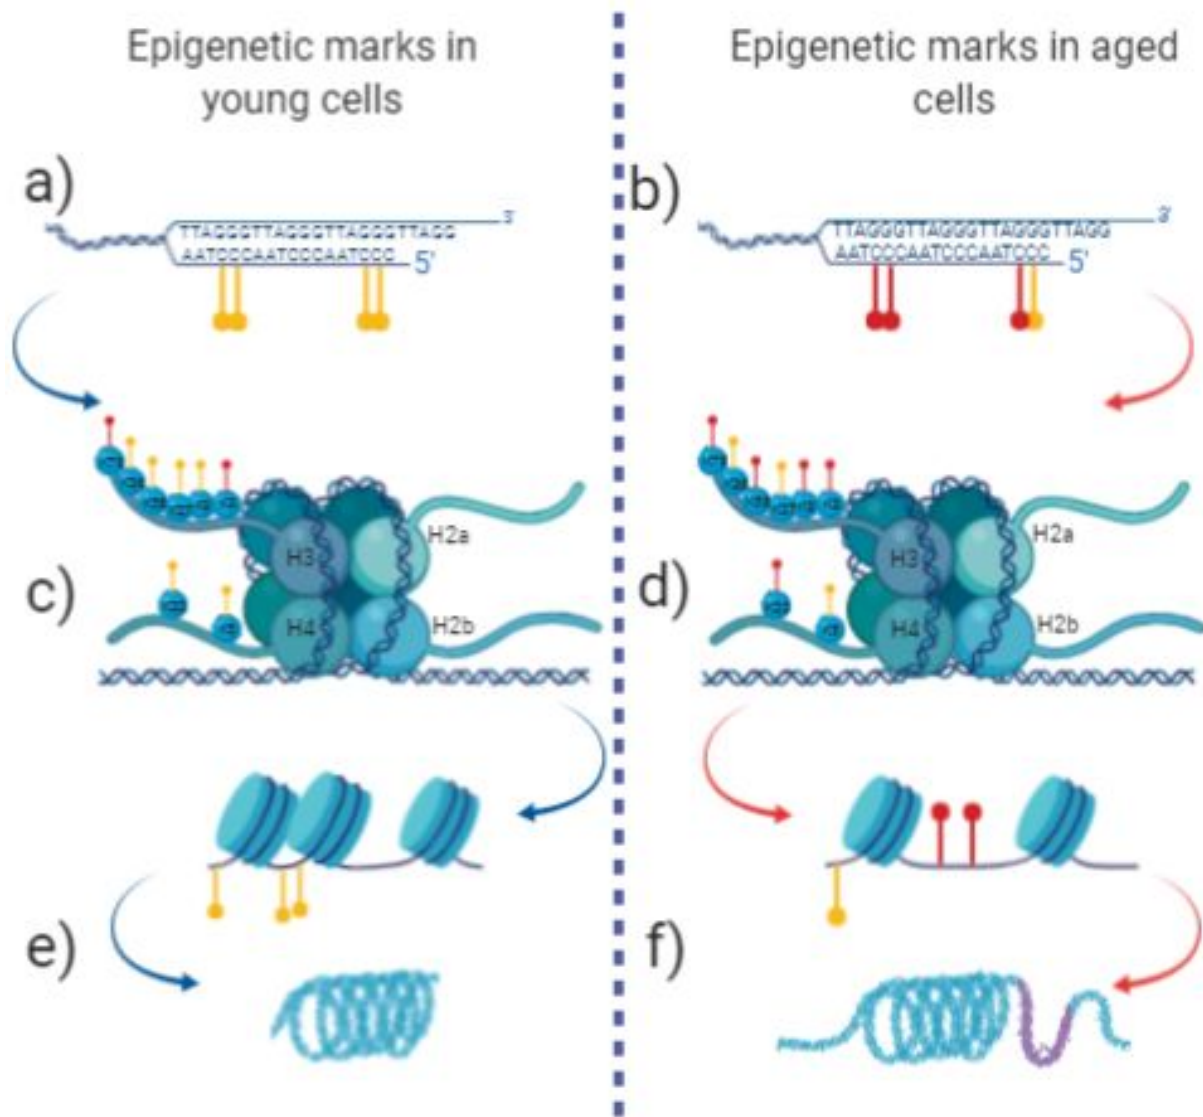 Epigenetic marks in
young cells
Epigenetic marks in aged
cells
a)
3'
TTAGGGTTAGGGTTAGGGTTAGG
AATCCCAATCCCAATCCC
5'
b)
3'
TTAGGGTTAGGGTTAGGGTTAGG
AATCCCAATCCCAATCCC
5'
c)
H3
H2a
H4
H2b
d)
H3
H2a
H4
H2b
e)
f)